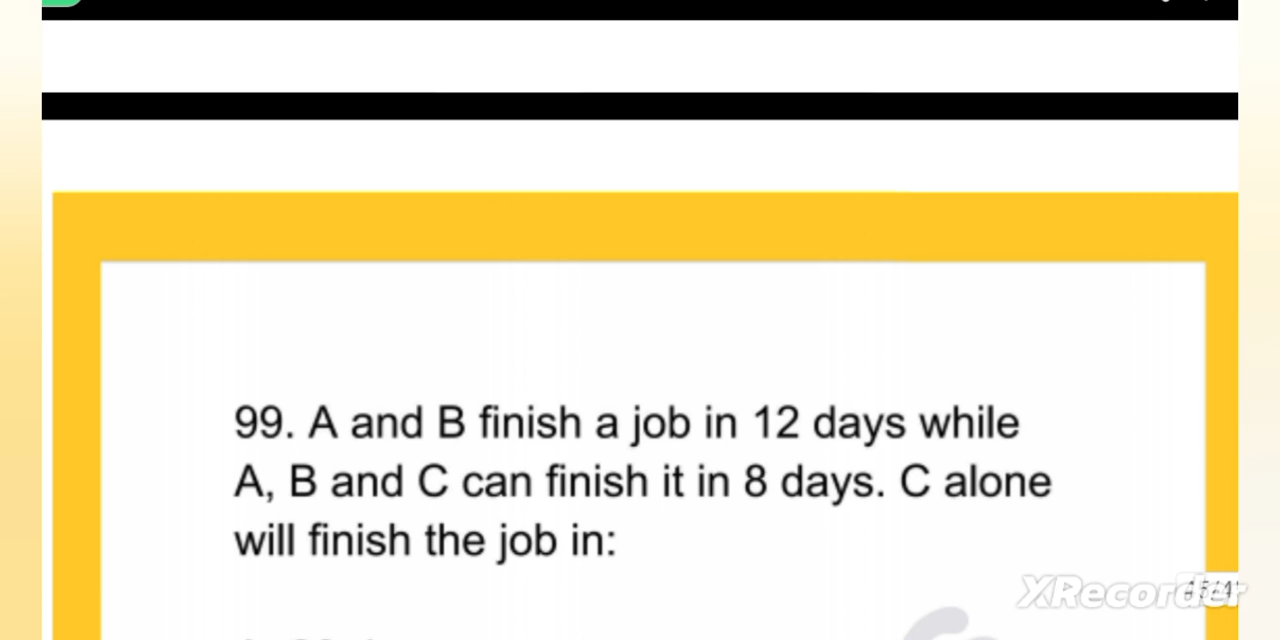 99. A and B finish a job in 12 days while
A, B and C can finish it in 8 days. C alone
will finish the job in:
XRecorder